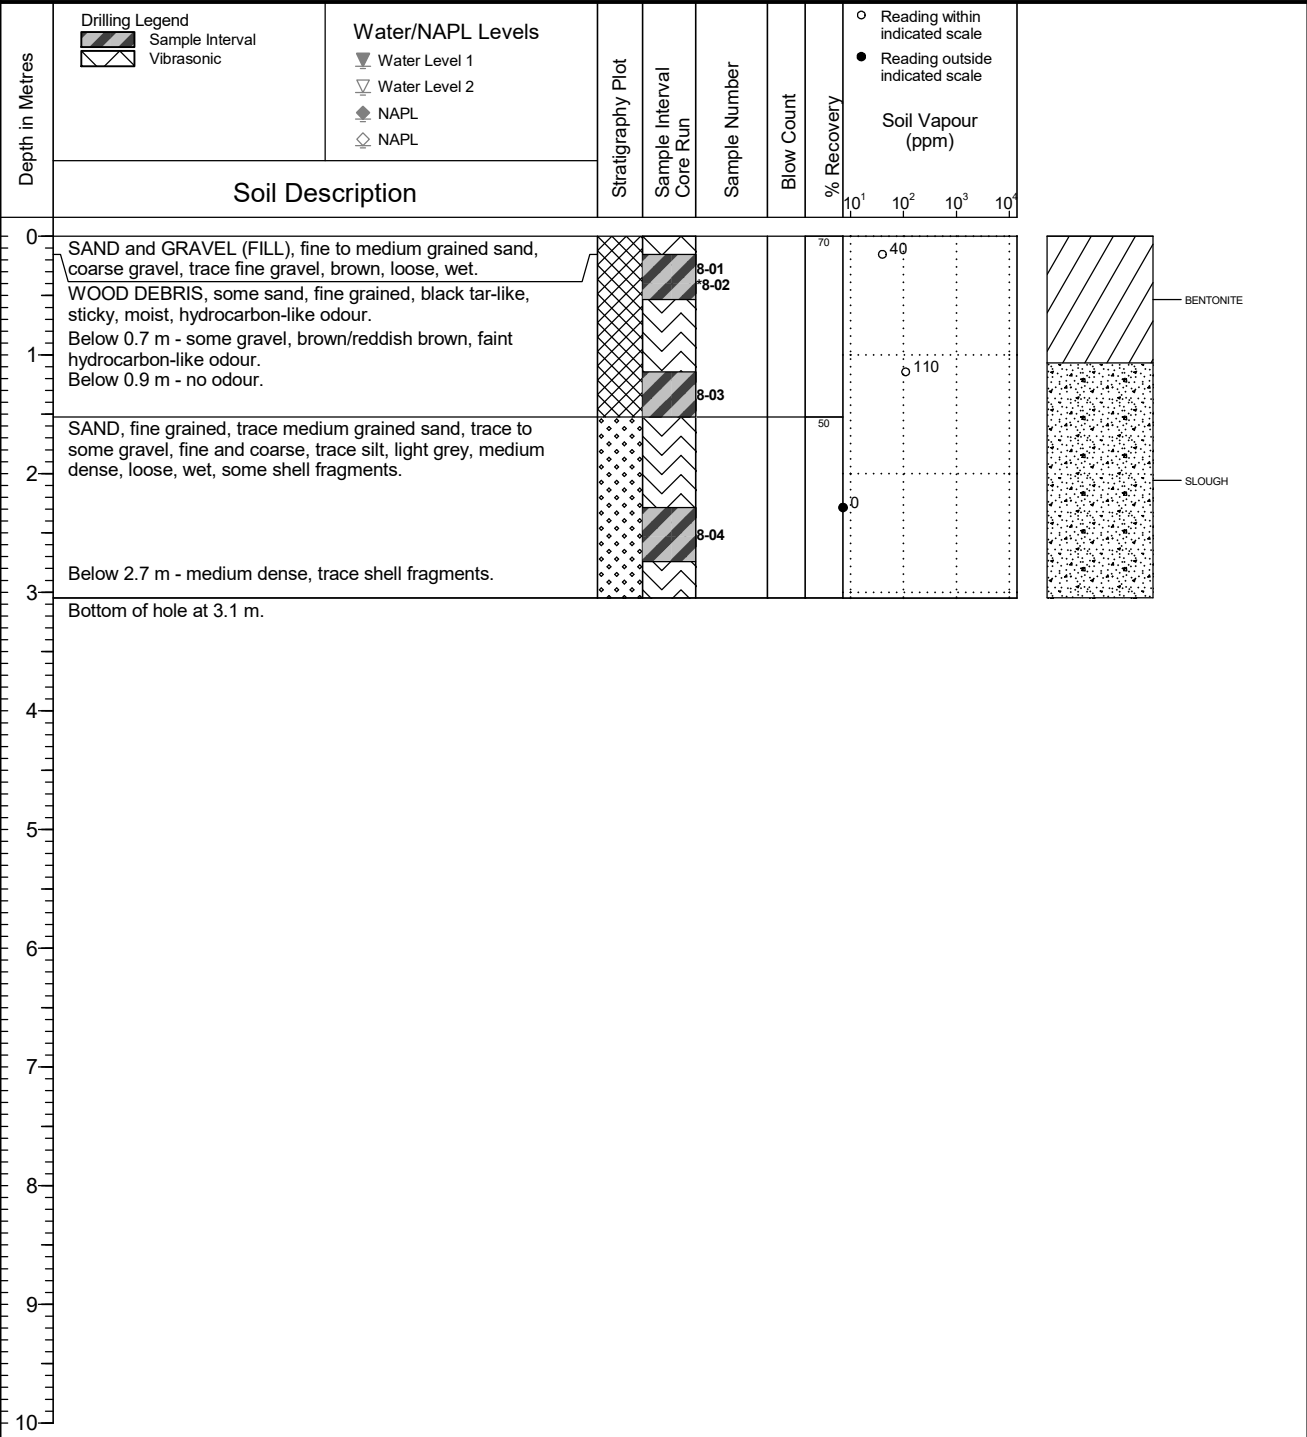 Depth in Metres
Drilling Legend
Sample Interval
Vibrasonic
Water/NAPL Levels
Water Level 1
Water Level 2
NAPL
NAPL
Soil Description
Stratigraphy Plot
Sample Interval
Core Run
Sample Number
Blow Count
% Recovery
Reading within
indicated scale
Reading outside
indicated scale
Soil Vapour
(ppm)
10¹ 10² 10³ 10⁴
0
SAND and GRAVEL (FILL), fine to medium grained sand,
coarse gravel, trace fine gravel, brown, loose, wet.
WOOD DEBRIS, some sand, fine grained, black tar-like,
sticky, moist, hydrocarbon-like odour.
Below 0.7 m - some gravel, brown/reddish brown, faint
hydrocarbon-like odour.
Below 0.9 m - no odour.
8-01
*8-02
8-03
70
40
110
BENTONITE
1
SAND, fine grained, trace medium grained sand, trace to
some gravel, fine and coarse, trace silt, light grey, medium
dense, loose, wet, some shell fragments.
50
2
8-04
0
SLOUGH
Below 2.7 m - medium dense, trace shell fragments.
3
Bottom of hole at 3.1 m.
4
5
6
7
8
9
10